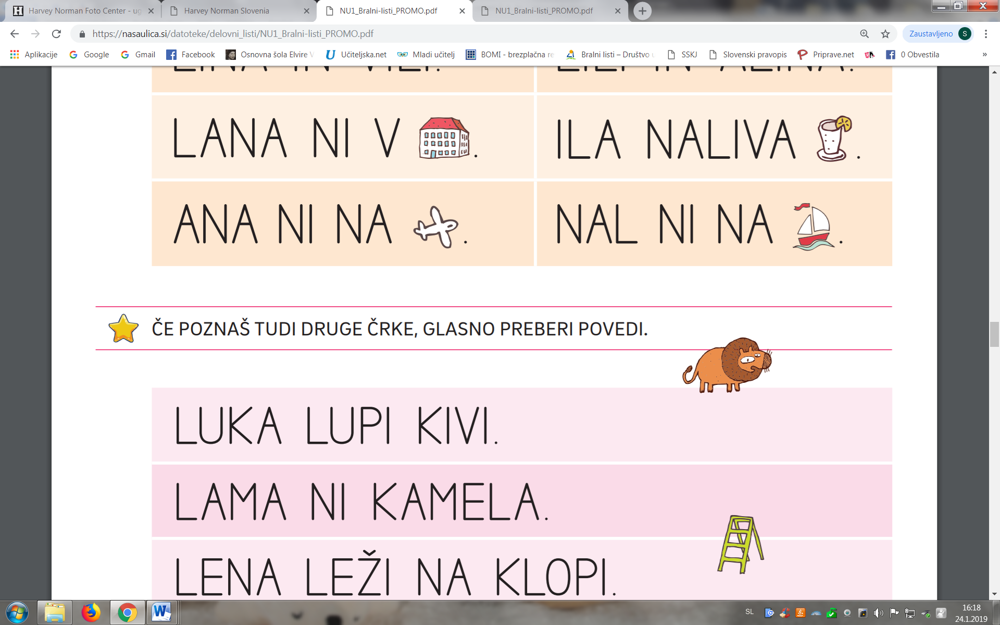 Harvey Norman Foto Center - ug
Harvey Norman Slovenia
NU1_Bralni-listi_PROMO.pdf
NU1_Bralni-listi_PROMO.pdf
https://nasaulica.si/datoteke/delovni_listi/NU1_Bralni-listi_PROMO.pdf
Zaustavljeno S
Aplikacije Google Gmail Facebook Osnovna šola Elvire V Učiteljska.net Mladi učitelj BOMI - brezplačna re Bralni listi – Društvo u SSKJ Slovenski pravopis Priprave.net 0 Obvestila »
LANA NI V .
ILA NALIVA .
ANA NI NA .
NAL NI NA .
ČE POZNAŠ TUDI DRUGE ČRKE, GLASNO PREBERI POVEDI.
LUKA LUPI KIVI.
LAMA NI KAMELA.
LENA LEŽI NA KLOPI.
SL
16:18
24.1.2019